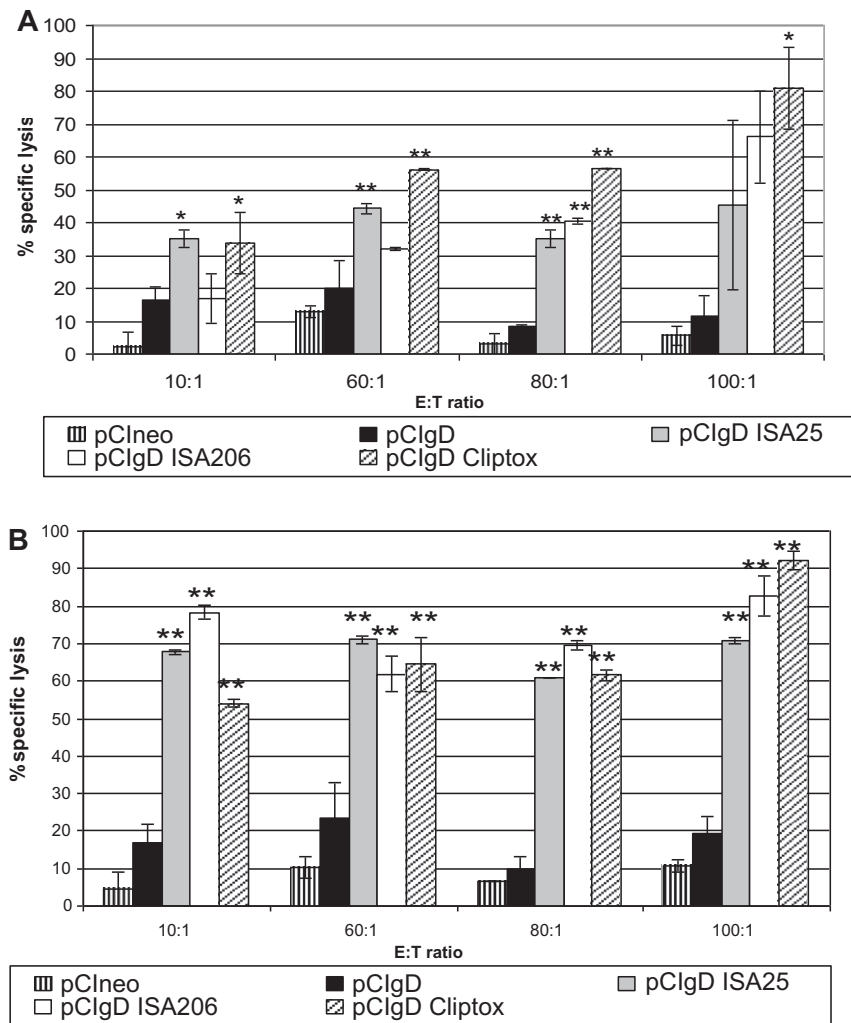 A
100
90
80
70
60
50
40
30
20
10
0
% specific lysis
* * ** ** ** ** ** *
10:1 60:1 80:1 100:1
E:T ratio
pCIneo pCIgD pCIgD ISA25
pCIgD ISA206 pCIgD Cliptox
B
100
90
80
70
60
50
40
30
20
10
0
% specific lysis
** ** ** ** ** ** ** ** ** ** ** **
10:1 60:1 80:1 100:1
E:T ratio
pCIneo pCIgD pCIgD ISA25
pCIgD ISA206 pCIgD Cliptox